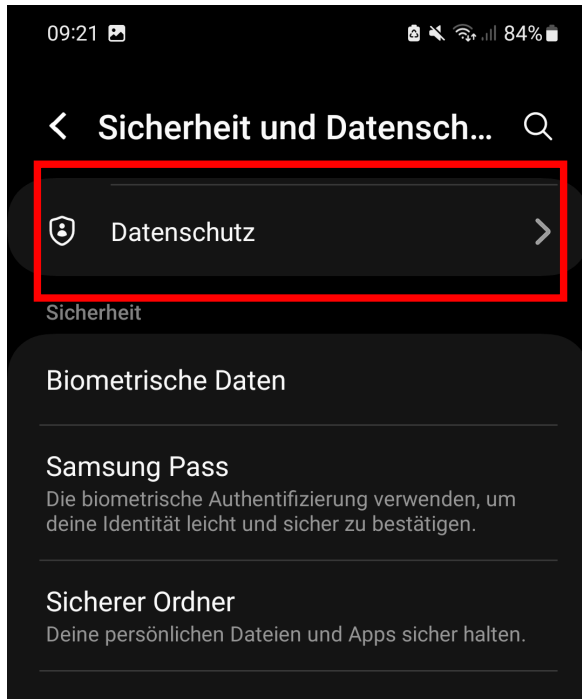 09:21 84%
Sicherheit und Datensch...
Datenschutz
Sicherheit
Biometrische Daten
Samsung Pass
Die biometrische Authentifizierung verwenden, um
deine Identität leicht und sicher zu bestätigen.
Sicherer Ordner
Deine persönlichen Dateien und Apps sicher halten.